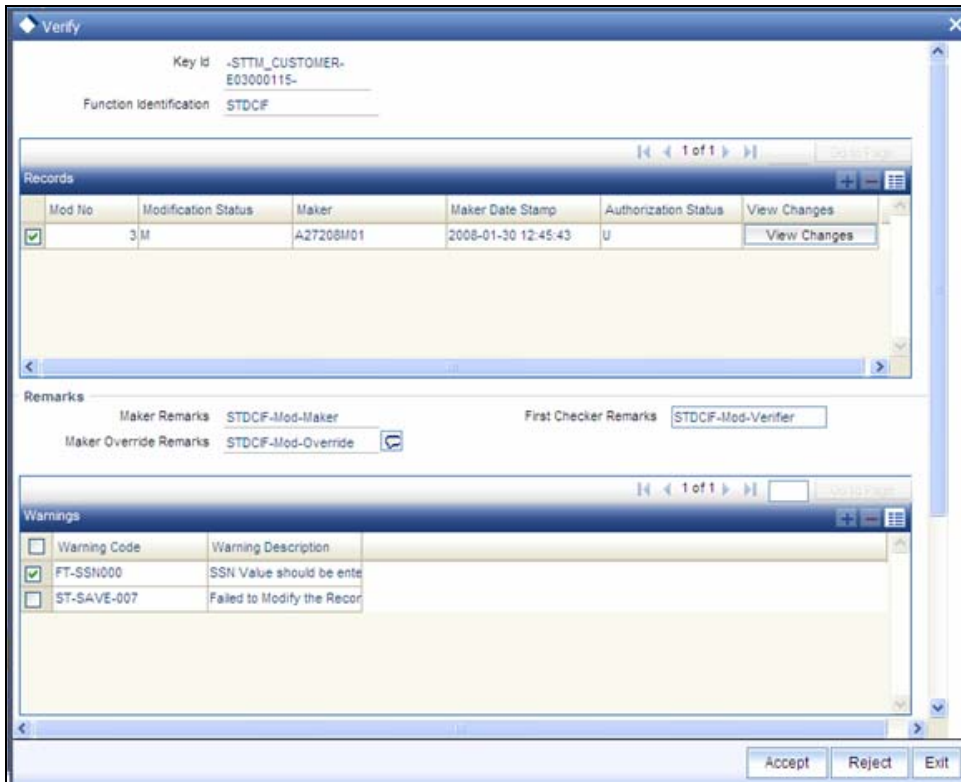 Verify
Key Id -STTM_CUSTOMER-
E03000115-
Function Identification STDCIF
1 of 1 Go to Page
Records
Mod No Modification Status Maker Maker Date Stamp Authorization Status View Changes
3 M A27208M01 2008-01-30 12:45:43 U View Changes
Remarks
Maker Remarks STDCIF-Mod-Maker First Checker Remarks STDCIF-Mod-Verifier
Maker Override Remarks STDCIF-Mod-Override
1 of 1 Go to Page
Warnings
Warning Code Warning Description
FT-SSN000 SSN Value should be ente
ST-SAVE-007 Failed to Modify the Recor
Accept Reject Exit